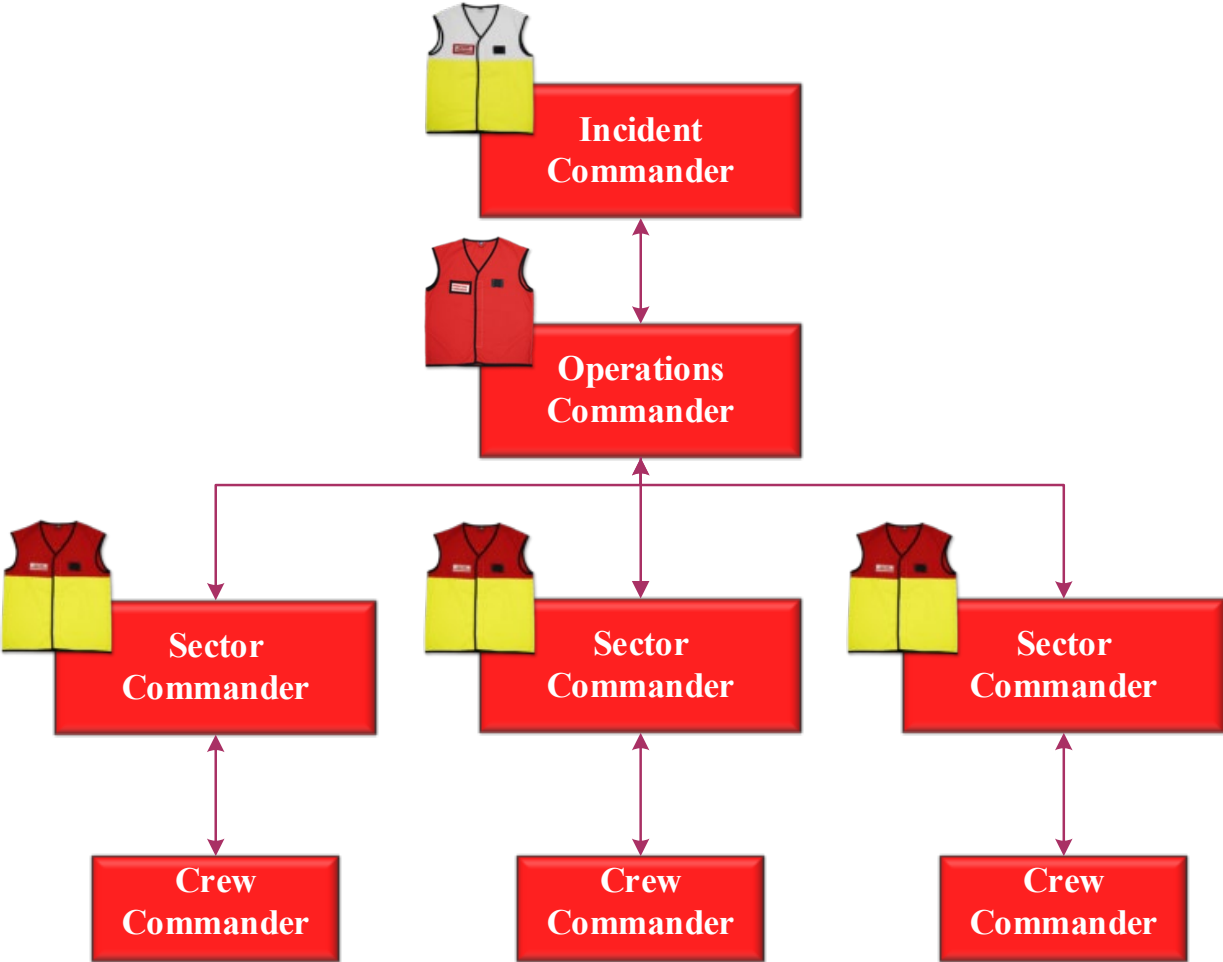 Incident
Commander
Operations
Commander
Sector
Commander
Sector
Commander
Sector
Commander
Crew
Commander
Crew
Commander
Crew
Commander